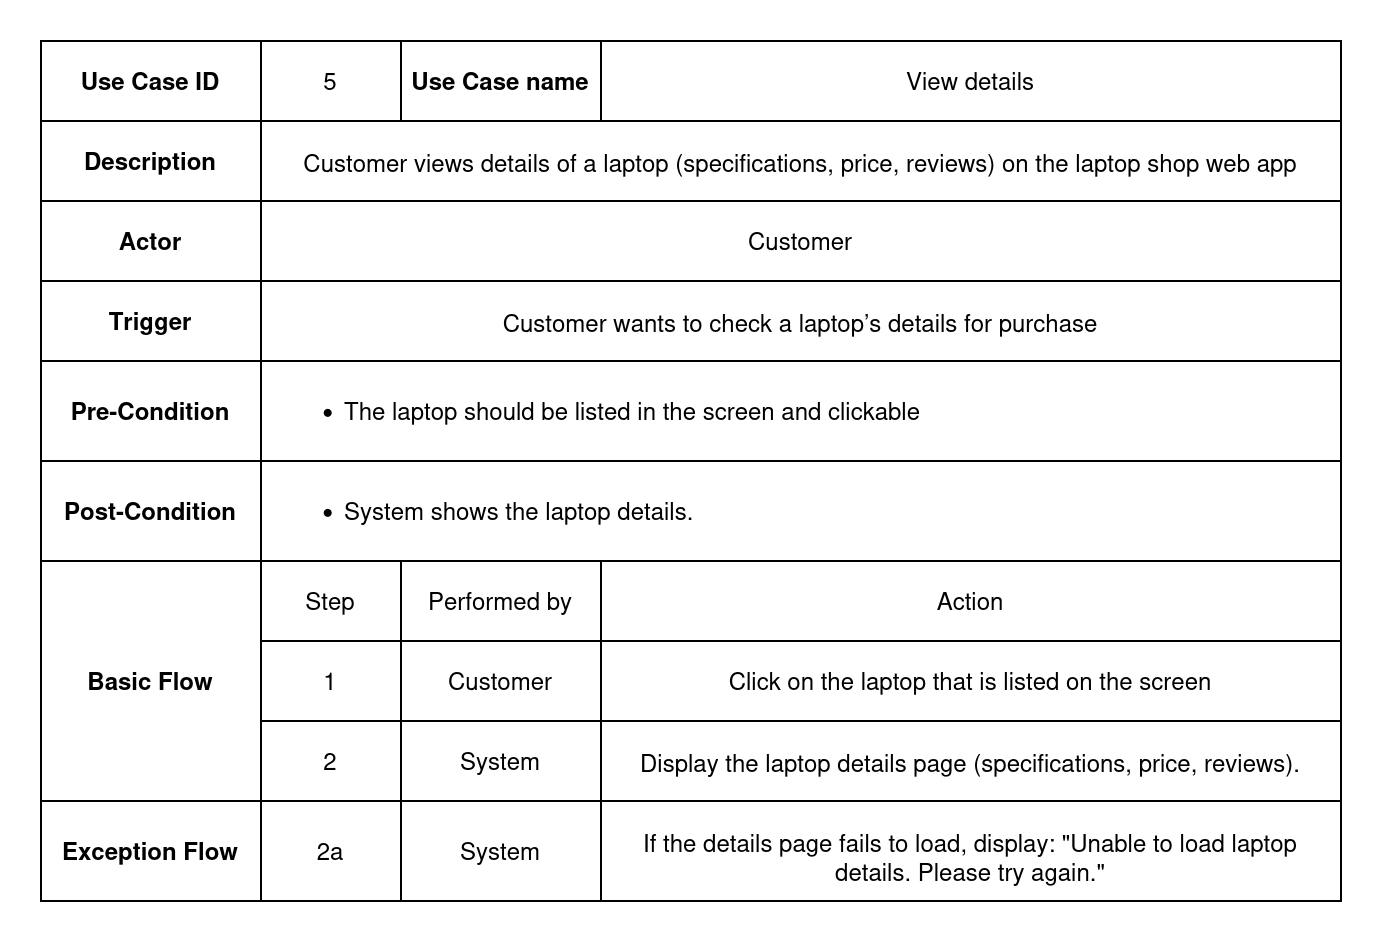 Use Case ID 5 Use Case name View details
Description Customer views details of a laptop (specifications, price, reviews) on the laptop shop web app
Actor Customer
Trigger Customer wants to check a laptop’s details for purchase
Pre-Condition • The laptop should be listed in the screen and clickable
Post-Condition • System shows the laptop details.
Basic Flow
Step Performed by Action
1 Customer Click on the laptop that is listed on the screen
2 System Display the laptop details page (specifications, price, reviews).
Exception Flow 2a System If the details page fails to load, display: "Unable to load laptop
details. Please try again."